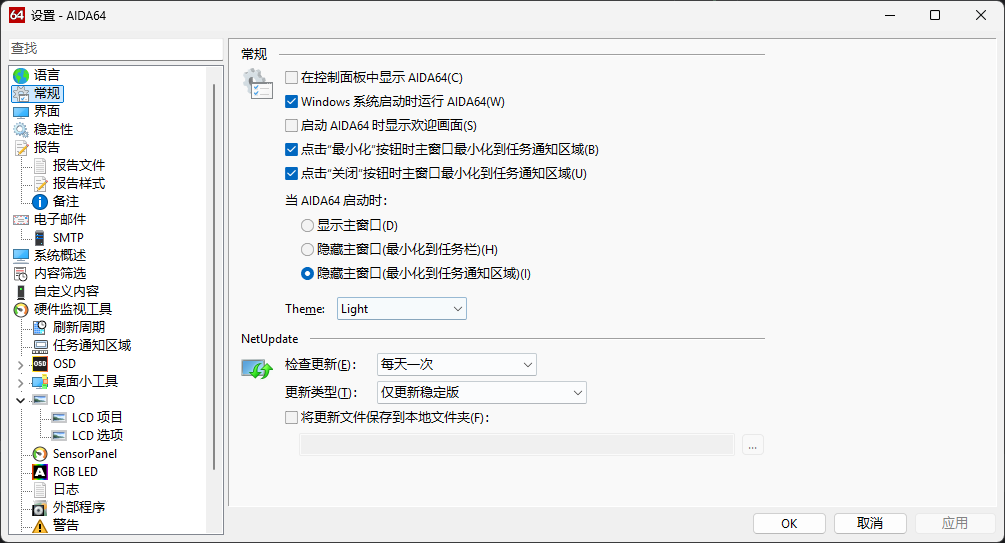 设置 - AIDA64
查找
语言
常规
界面
稳定性
报告
报告文件
报告样式
备注
电子邮件
SMTP
系统概述
内容筛选
自定义内容
硬件监视工具
刷新周期
任务通知区域
OSD
桌面小工具
LCD
LCD 项目
LCD 选项
SensorPanel
RGB LED
日志
外部程序
警告
常规
在控制面板中显示 AIDA64(C)
Windows 系统启动时运行 AIDA64(W)
启动 AIDA64 时显示欢迎画面(S)
点击“最小化”按钮时主窗口最小化到任务通知区域(B)
点击“关闭”按钮时主窗口最小化到任务通知区域(U)
当 AIDA64 启动时:
显示主窗口(D)
隐藏主窗口(最小化到任务栏)(H)
隐藏主窗口(最小化到任务通知区域)(I)
Theme: Light
NetUpdate
检查更新(E): 每天一次
更新类型(T): 仅更新稳定版
将更新文件保存到本地文件夹(F):
...
OK 取消 应用